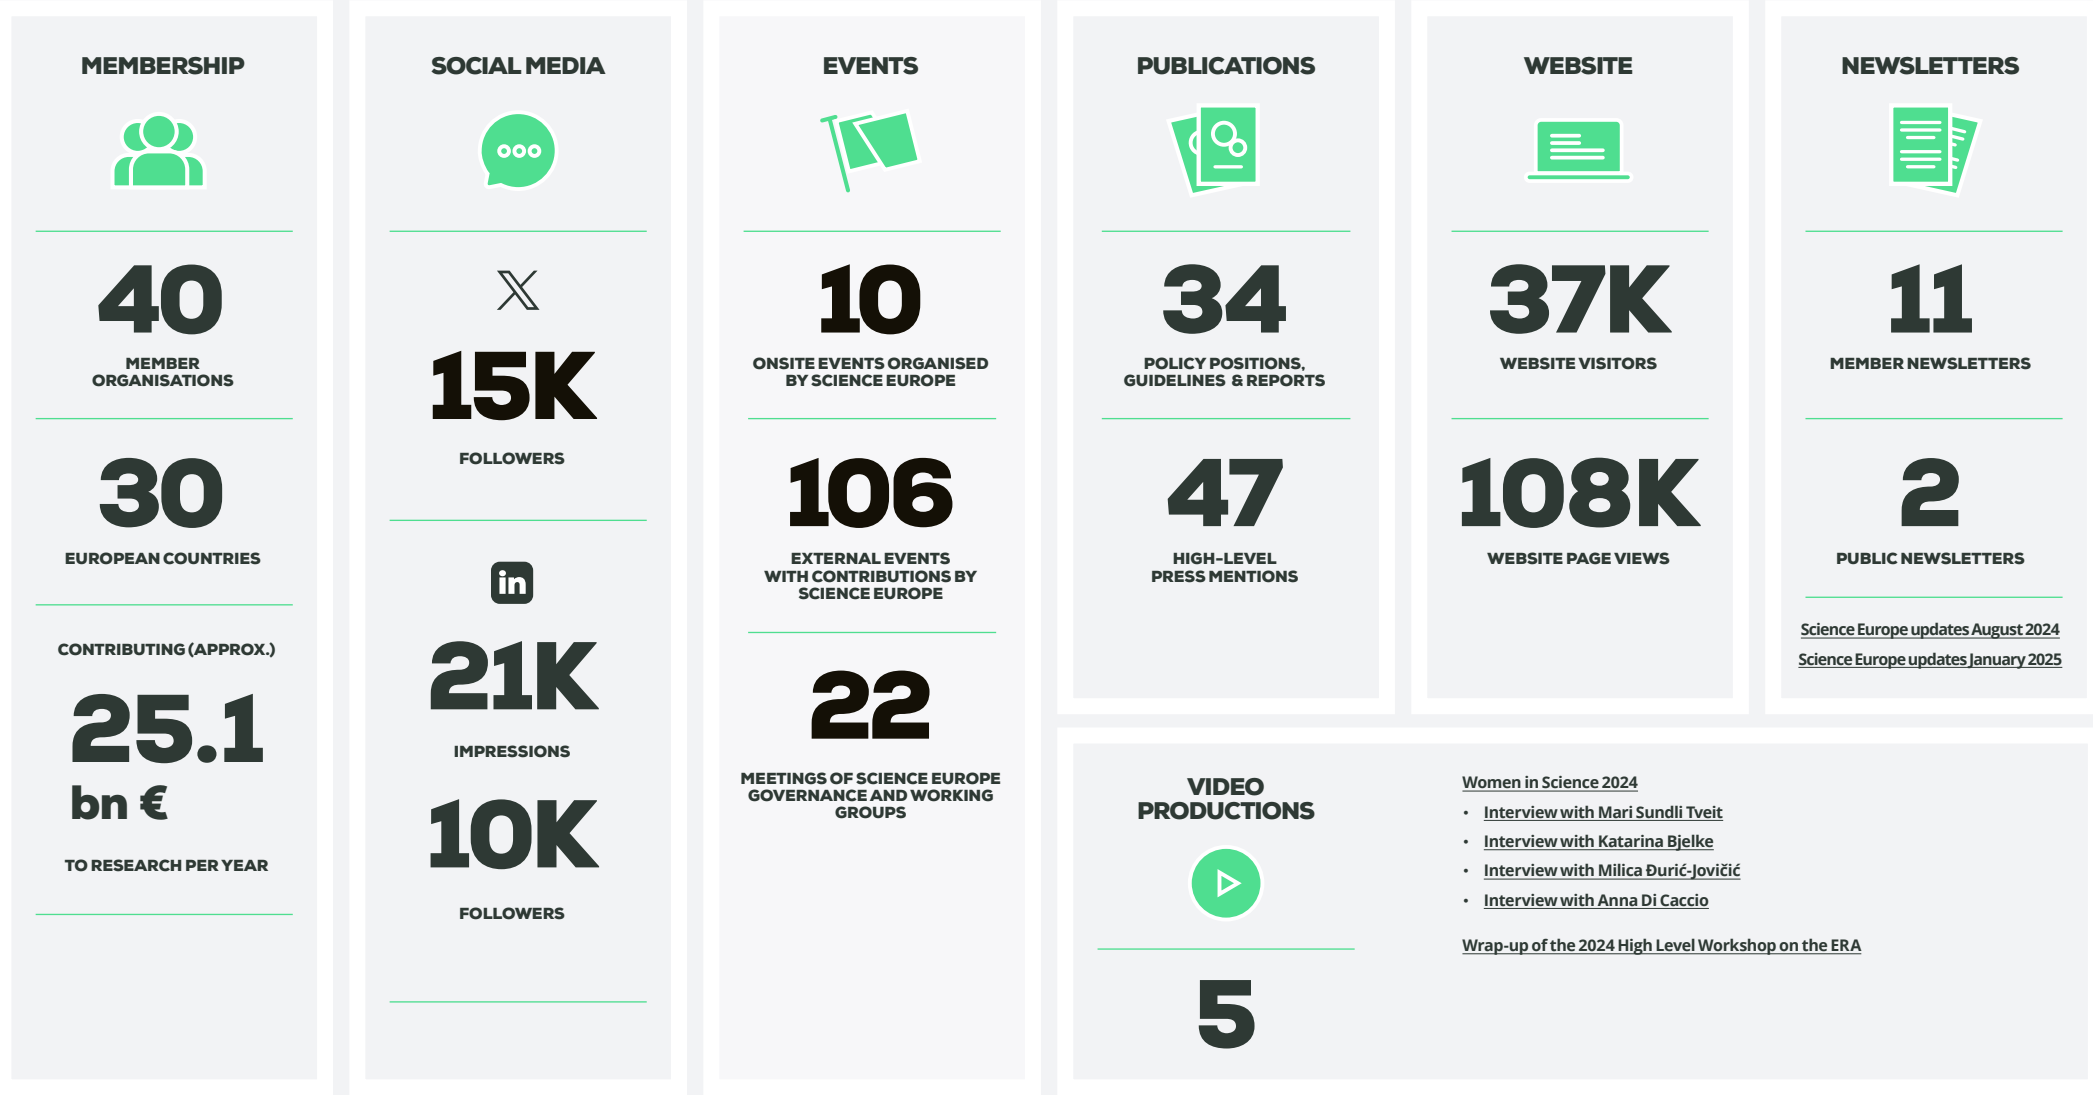 MEMBERSHIP
40
MEMBER
ORGANISATIONS
30
EUROPEAN COUNTRIES
CONTRIBUTING (APPROX.)
25.1
bn €
TO RESEARCH PER YEAR
SOCIAL MEDIA
X
15K
FOLLOWERS
in
21K
IMPRESSIONS
10K
FOLLOWERS
EVENTS
10
ONSITE EVENTS ORGANISED
BY SCIENCE EUROPE
106
EXTERNAL EVENTS
WITH CONTRIBUTIONS BY
SCIENCE EUROPE
22
MEETINGS OF SCIENCE EUROPE
GOVERNANCE AND WORKING
GROUPS
PUBLICATIONS
34
POLICY POSITIONS,
GUIDELINES & REPORTS
47
HIGH-LEVEL
PRESS MENTIONS
WEBSITE
37K
WEBSITE VISITORS
108K
WEBSITE PAGE VIEWS
NEWSLETTERS
11
MEMBER NEWSLETTERS
2
PUBLIC NEWSLETTERS
Science Europe updates August 2024
Science Europe updates January 2025
VIDEO
PRODUCTIONS
5
Women in Science 2024
• Interview with Mari Sundli Tveit
• Interview with Katarina Bjelke
• Interview with Milica Đurić-Jovičić
• Interview with Anna Di Caccio
Wrap-up of the 2024 High Level Workshop on the ERA